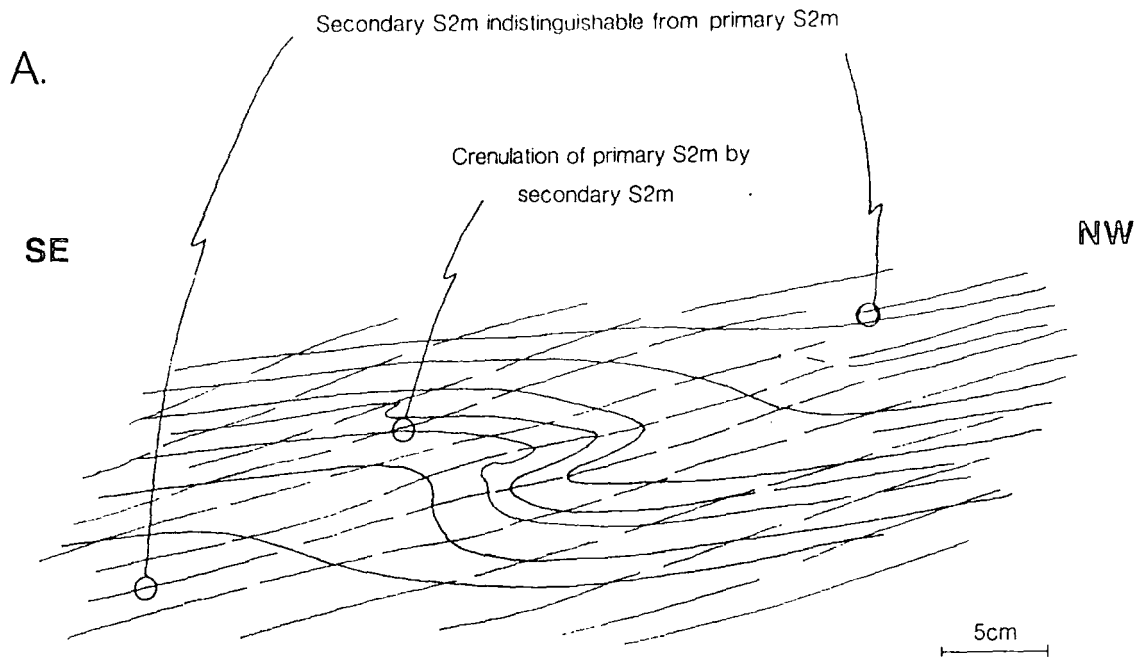 Secondary S2m indistinguishable from primary S2m
A.
Crenulation of primary S2m by
secondary S2m
SE
NW
5cm